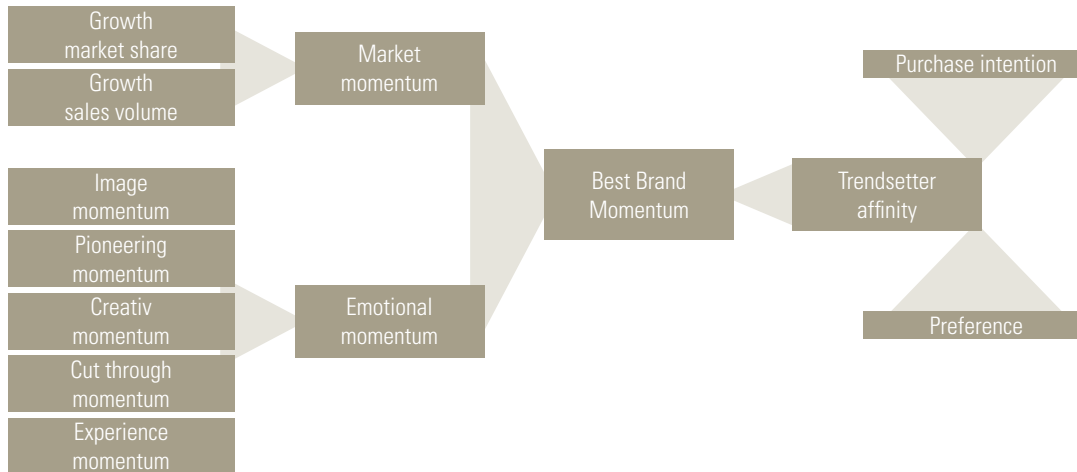 Growth
market share
Growth
sales volume
Image
momentum
Pioneering
momentum
Creativ
momentum
Cut through
momentum
Experience
momentum
Market
momentum
Emotional
momentum
Best Brand
Momentum
Trendsetter
affinity
Purchase intention
Preference